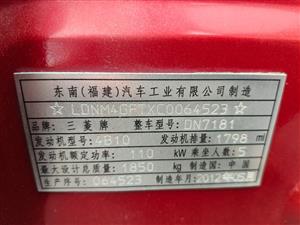 东南(福建)汽车工业有限公司制造
☆LDNM4GFTXC0064523☆
品牌 三菱牌 整车型号 DN7181
发动机型号 4B10 发动机排量 1798 ml
发动机额定功率 110 kW 乘坐人数 5
最大设计总质量 1850 kg 制造国 中国
生产序号 064523 制造年月 2012年05月